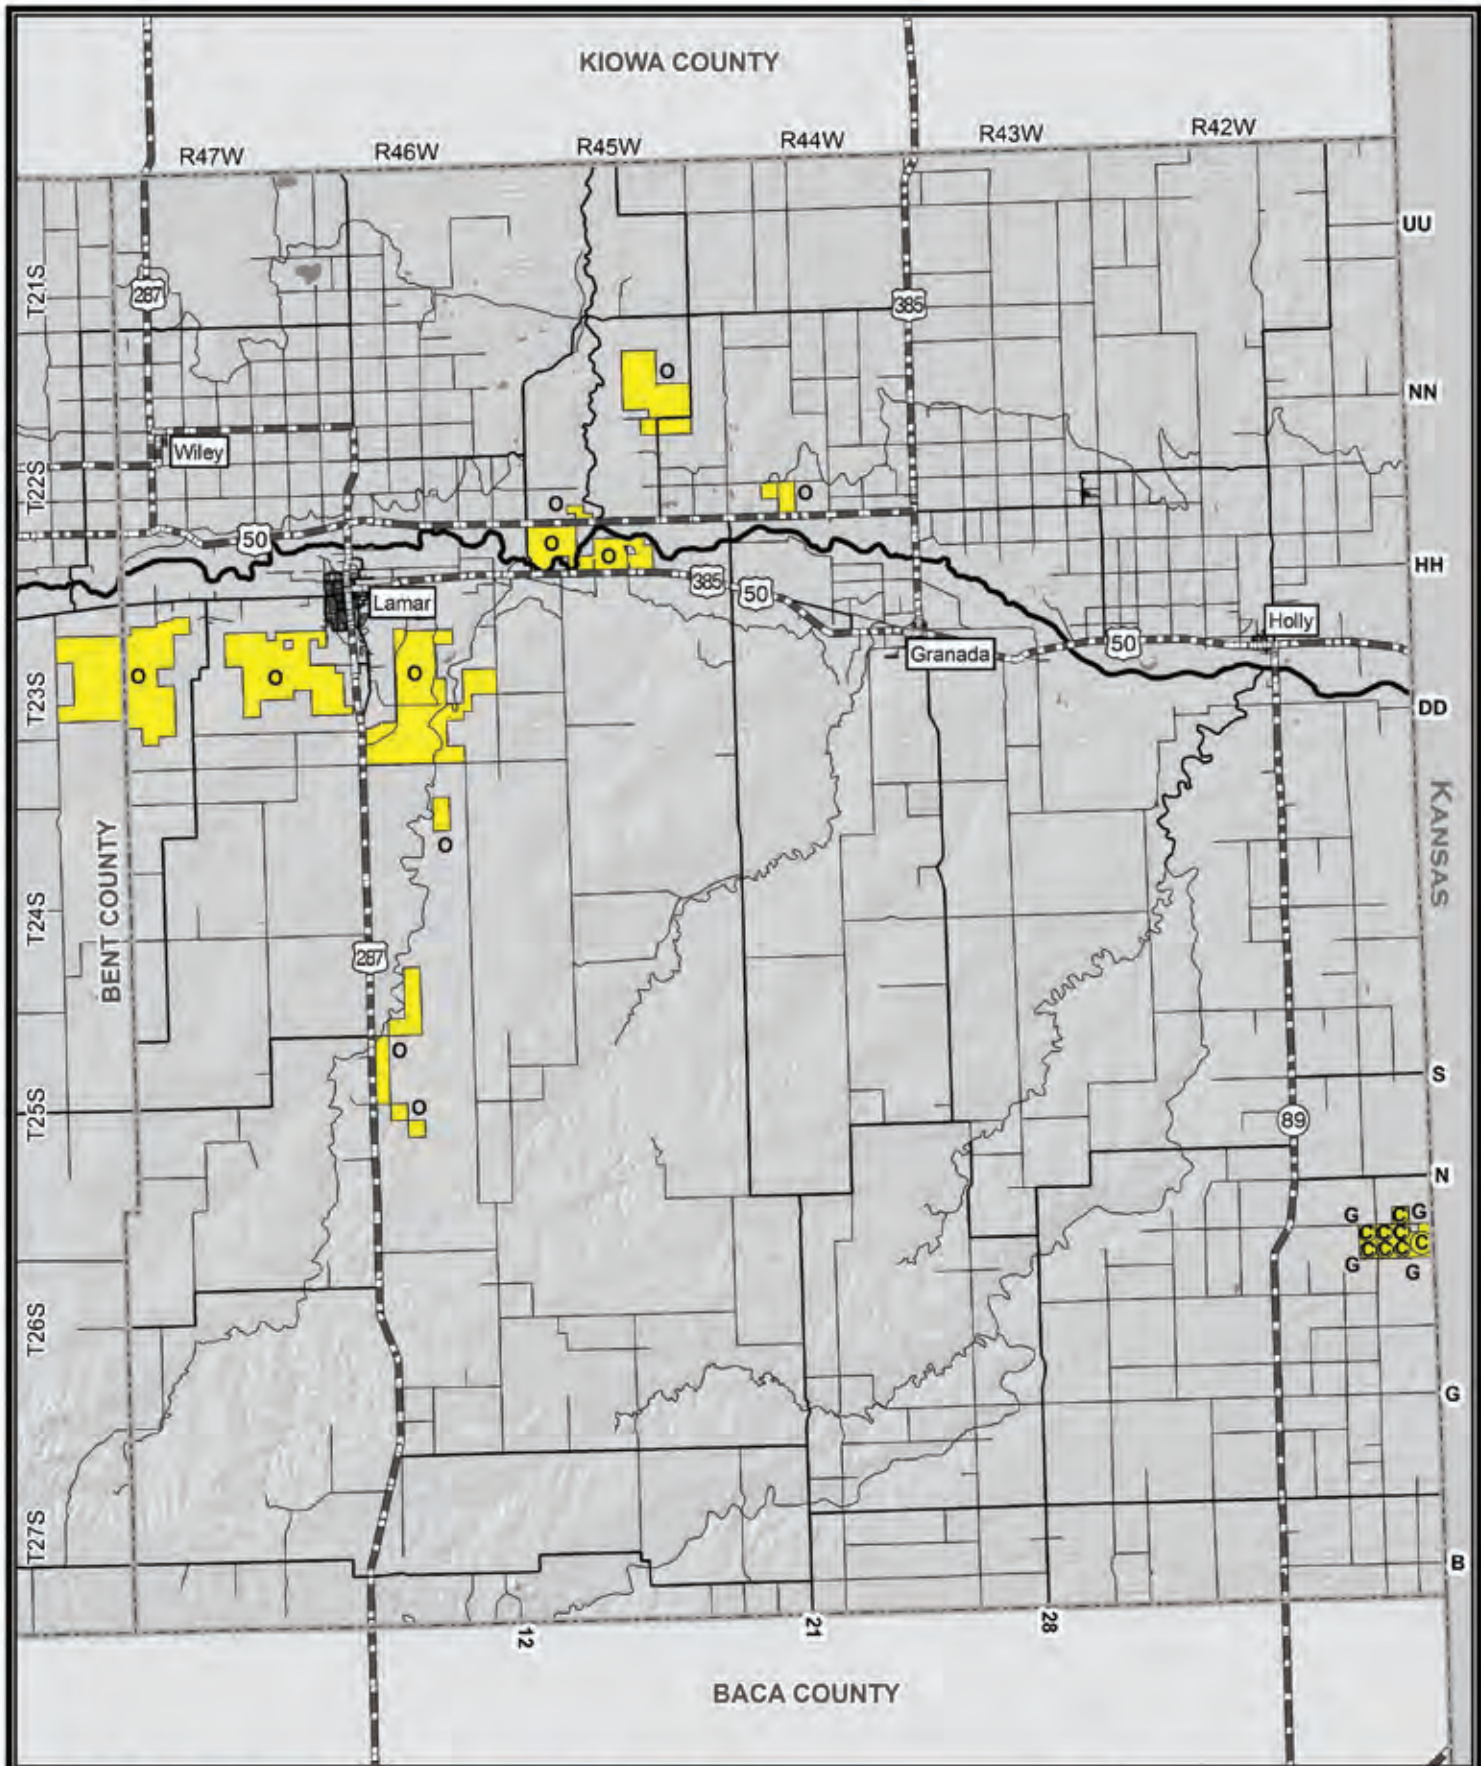 KIOWA COUNTY
R47W R46W R45W R44W R43W R42W
UU
T21S
287
385
O
NN
Wiley
T22S
O
O
50
O
O
HH
385
50
Lamar
Holly
50
Granada
O
O
O
T23S
DD
KANSAS
O
BENT COUNTY
T24S
287
O
S
O
T25S
89
N
G C G
C C C C
C C C
G G
T26S
G
T27S
B
12
21
28
BACA COUNTY